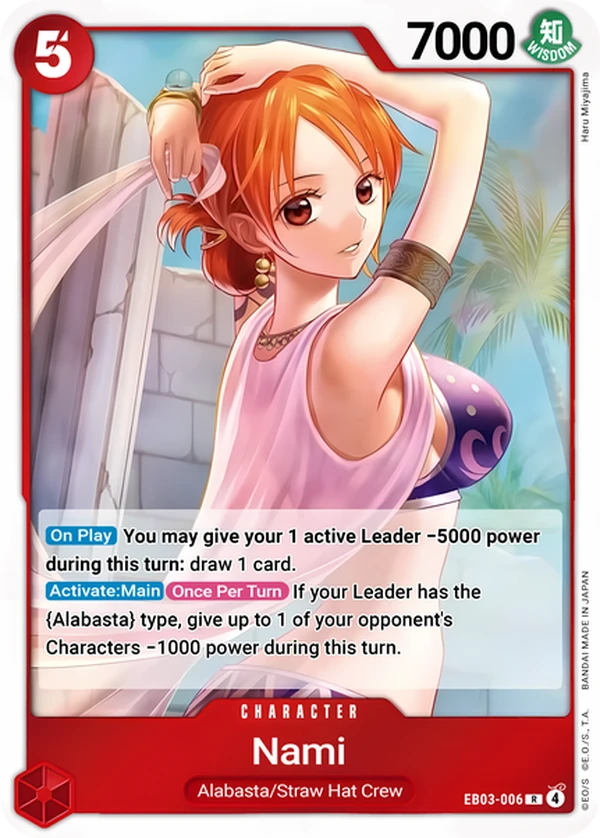 5
7000
知
WISDOM
Haru Miyajima
On Play You may give your 1 active Leader −5000 power
during this turn: draw 1 card.
Activate:Main Once Per Turn If your Leader has the
{Alabasta} type, give up to 1 of your opponent's
Characters −1000 power during this turn.
CHARACTER
Nami
Alabasta/Straw Hat Crew
EB03-006 R 4
©EO/S ©E.O./S., T.A. BANDAI MADE IN JAPAN